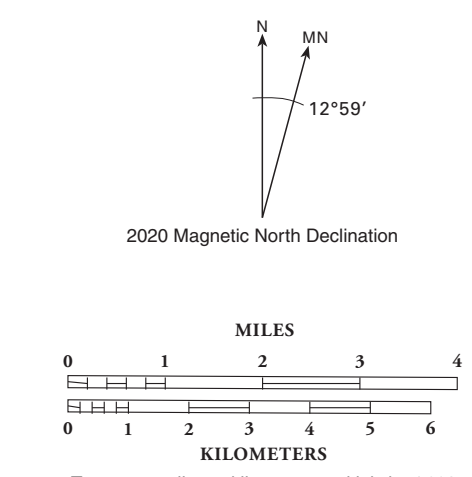 N
MN
12°59′
2020 Magnetic North Declination
MILES
0 1 2 3 4
0 1 2 3 4 5 6
KILOMETERS